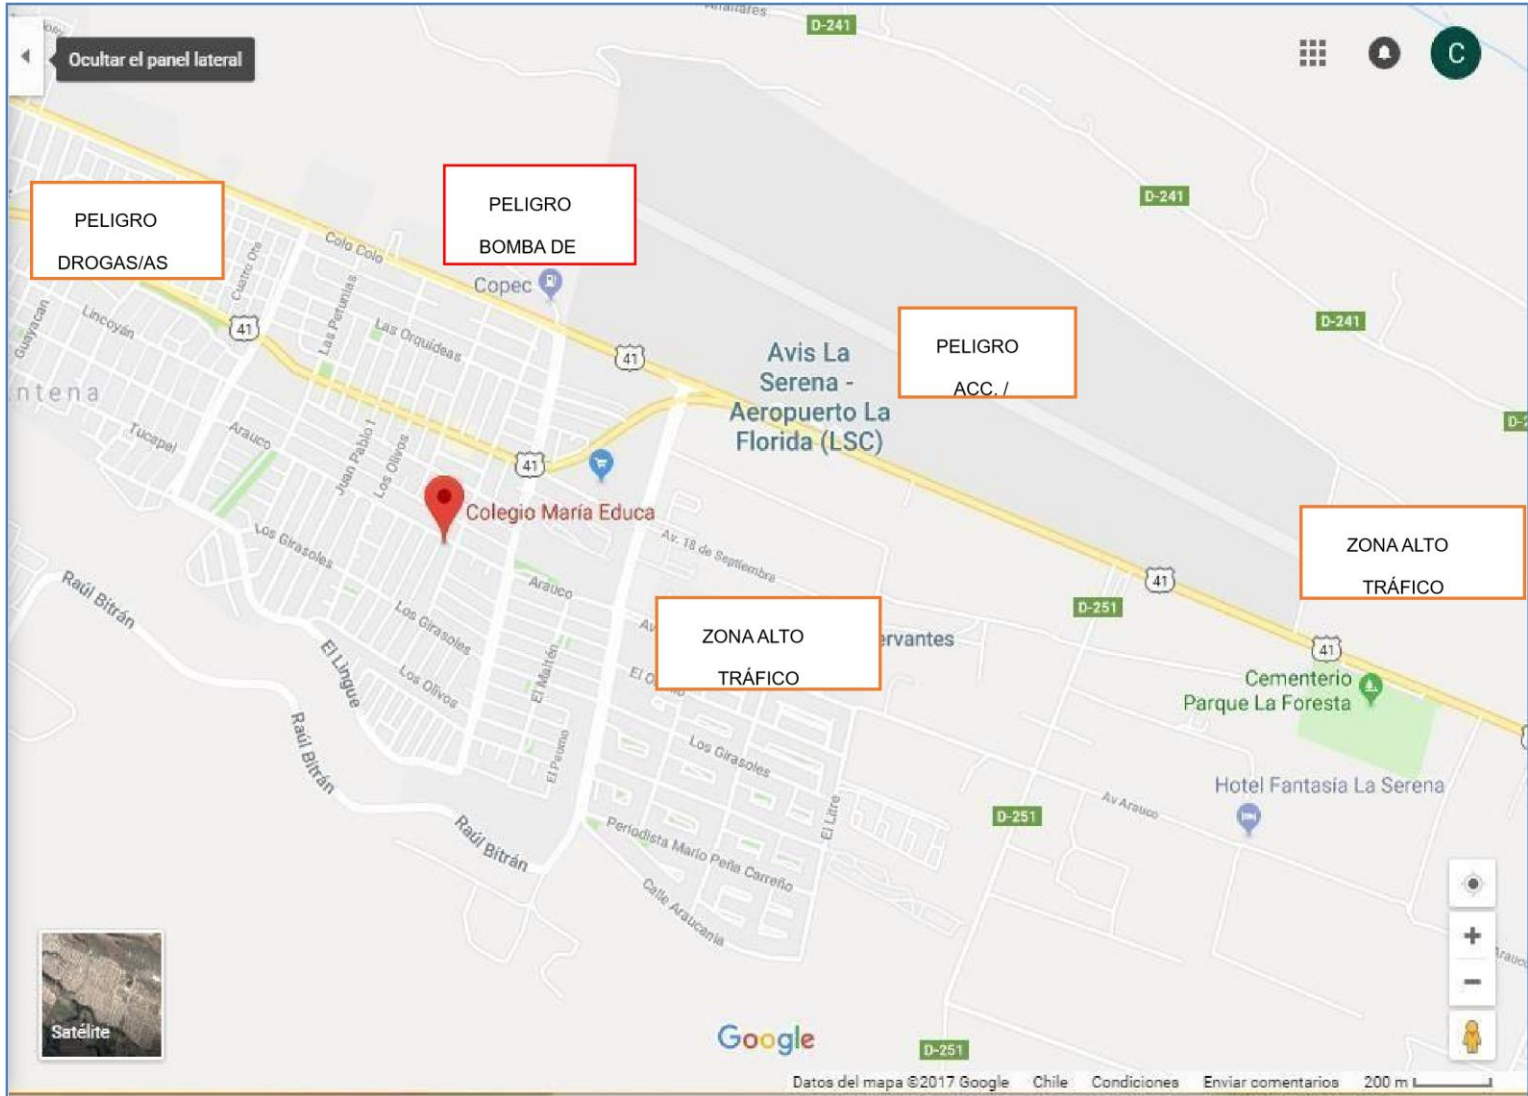 Ocultar el panel lateral
D-241
C
PELIGRO
DROGAS/AS
PELIGRO
BOMBA DE
D-241
Cuatro Ote
Colo Colo
Copec
Guayacan
Lincoyán
41
Las Petunias
Las Orquídeas
41
D-241
Avis La
Serena -
Aeropuerto La
Florida (LSC)
PELIGRO
ACC. /
ntena
Tucapel
Arauco
Juan Pablo I
Los Olivos
41
Colegio María Educa
Los Girasoles
Av. 18 de Septiembre
ZONA ALTO
TRÁFICO
Raúl Bitrán
Arauco
41
D-251
Los Girasoles
ZONA ALTO
TRÁFICO
ervantes
El Lingue
Los Olivos
El Maitén
41
Cementerio
Parque La Foresta
Raúl Bitrán
El Peumo
Los Girasoles
Hotel Fantasía La Serena
Av Arauco
El Litre
D-251
Raúl Bitrán
Periodista Mario Peña Carreño
Calle Araucania
Satélite
Google
D-251
Datos del mapa ©2017 Google Chile Condiciones Enviar comentarios 200 m